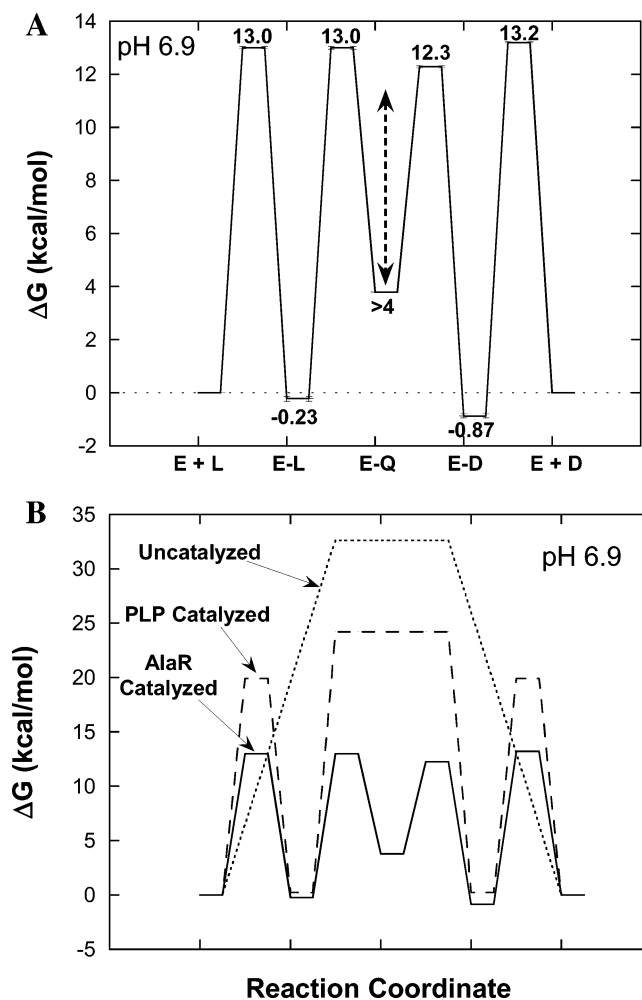 A
pH 6.9
13.0 13.0 12.3 13.2
14
12
10
8
6
4
2
0
-2
ΔG (kcal/mol)
>4
-0.23 -0.87
E + L E-L E-Q E-D E + D
B
pH 6.9
35
30
25
20
15
10
5
0
-5
ΔG (kcal/mol)
Uncatalyzed
PLP Catalyzed
AlaR
Catalyzed
Reaction Coordinate